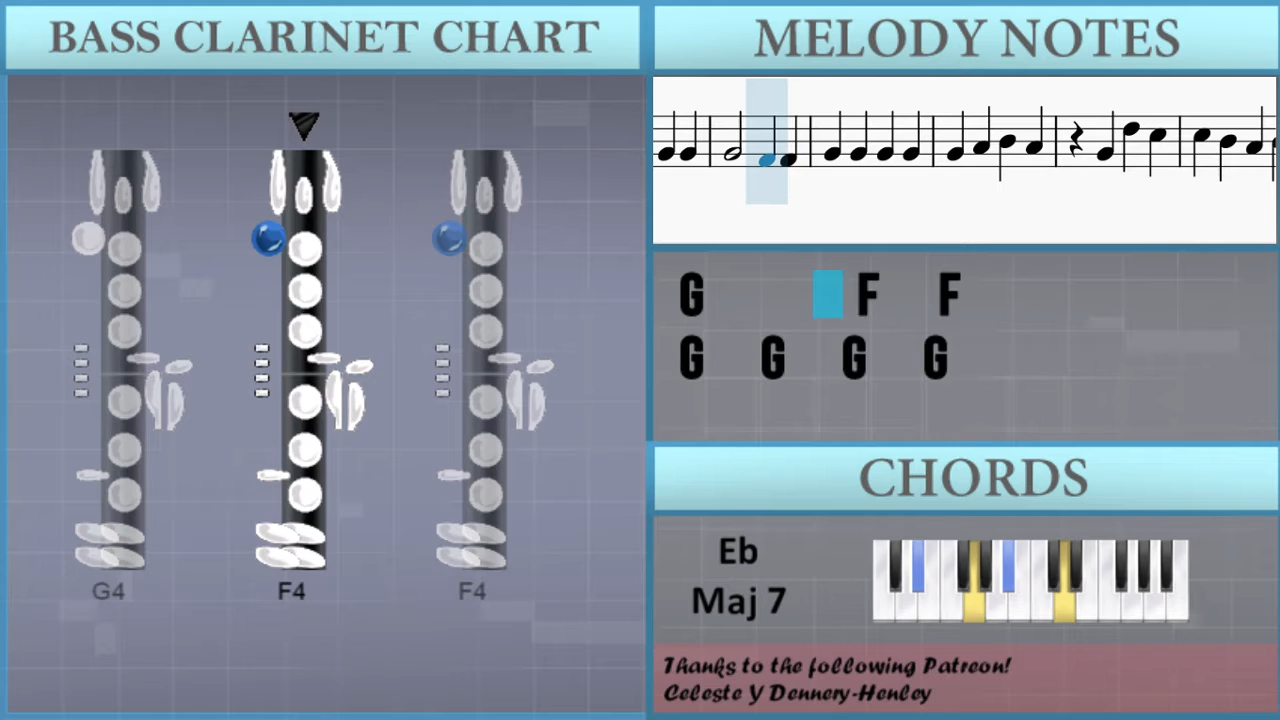 BASS CLARINET CHART
G4
F4
F4
MELODY NOTES
G F F
G G G G
CHORDS
Eb
Maj 7
Thanks to the following Patreon!
Celeste Y Dennery-Henley